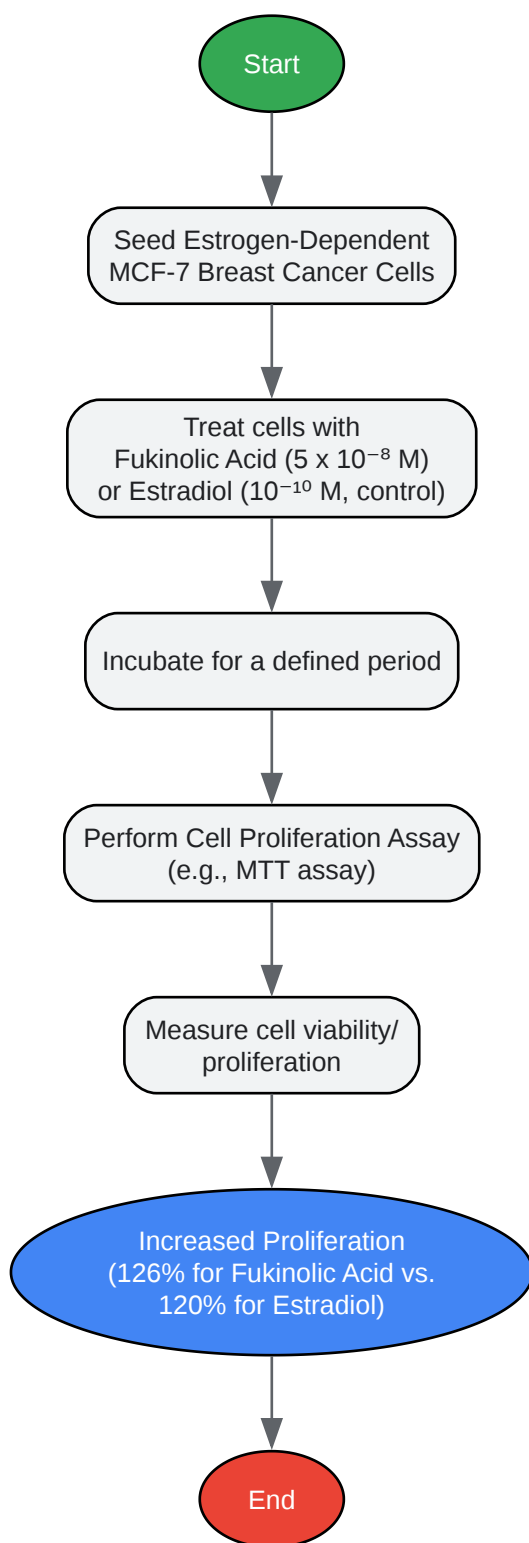 Start
Seed Estrogen-Dependent
MCF-7 Breast Cancer Cells
Treat cells with
Fukinolic Acid (5 x 10⁻⁸ M)
or Estradiol (10⁻¹⁰ M, control)
Incubate for a defined period
Perform Cell Proliferation Assay
(e.g., MTT assay)
Measure cell viability/
proliferation
Increased Proliferation
(126% for Fukinolic Acid vs.
120% for Estradiol)
End